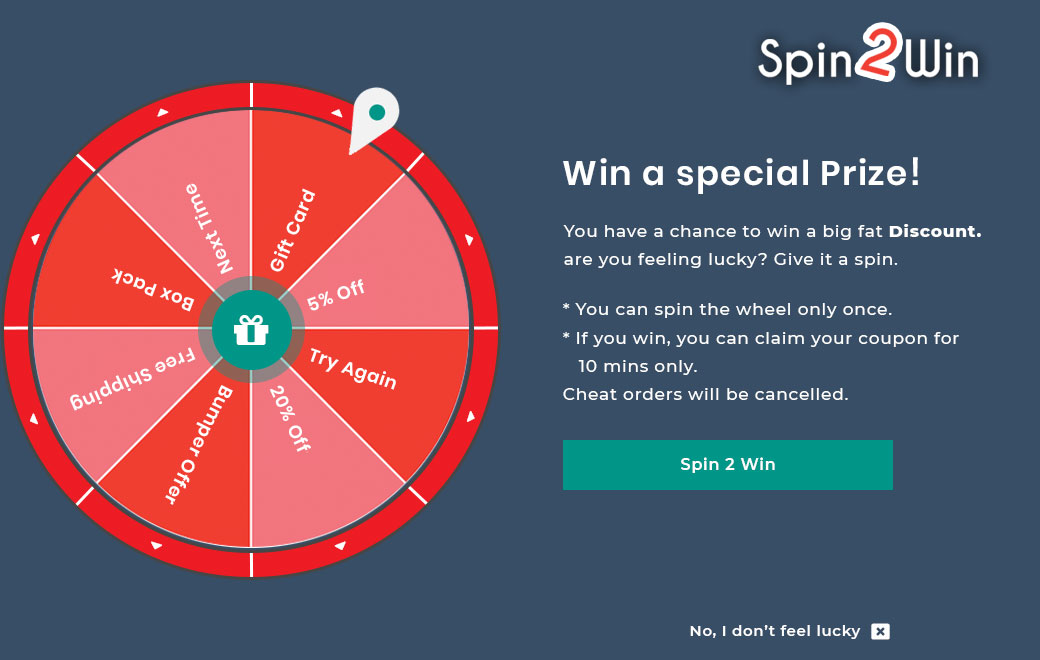 Spin2Win
Next Time
Gift Card
5% Off
Try Again
20% Off
Bumper Offer
Free Shipping
Box Pack
Win a special Prize!
You have a chance to win a big fat Discount.
are you feeling lucky? Give it a spin.
* You can spin the wheel only once.
* If you win, you can claim your coupon for
10 mins only.
Cheat orders will be cancelled.
Spin 2 Win
No, I don't feel lucky